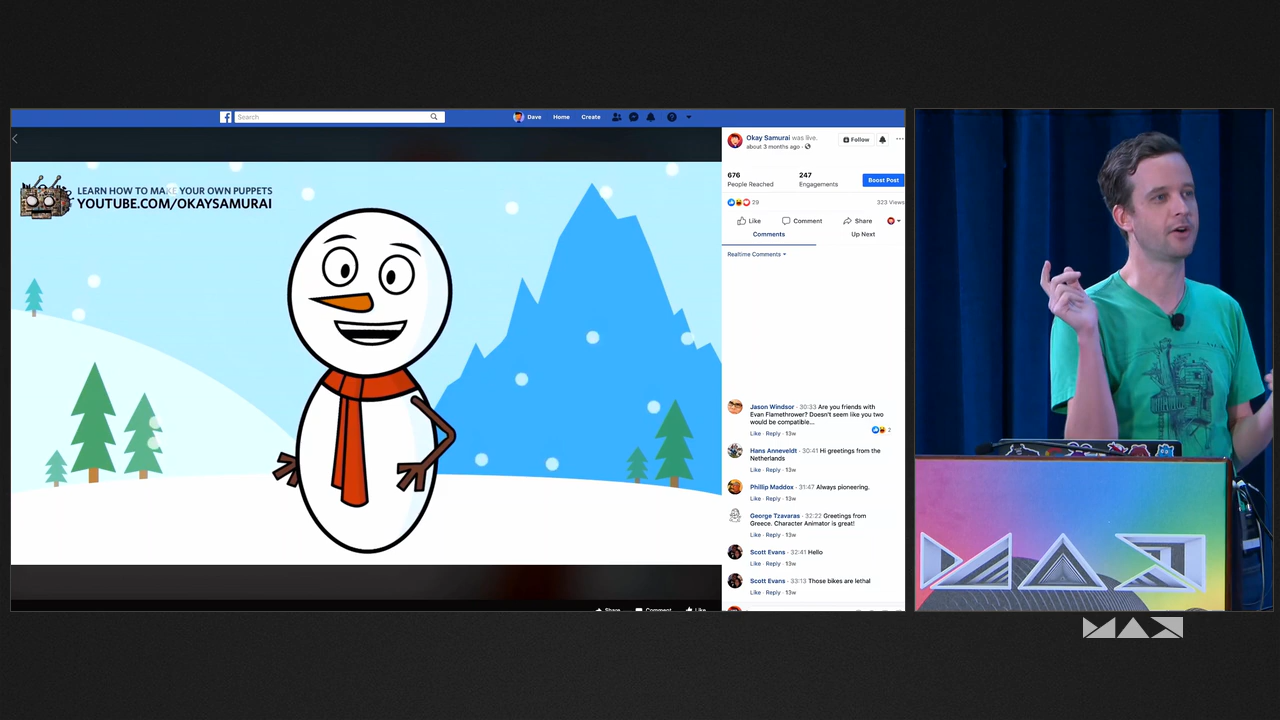 Search
Dave
Home
Create
LEARN HOW TO MAKE YOUR OWN PUPPETS
YOUTUBE.COM/OKAYSAMURAI
Okay Samurai was live.
about 3 months ago ·
Follow
676
People Reached
247
Engagements
Boost Post
29
323 Views
Like
Comment
Share
Comments
Up Next
Realtime Comments
Jason Windsor · 30:33 Are you friends with
Evan Flamethrower? Doesn't seem like you two
would be compatible...
2
Like · Reply · 13w
Hans Anneveldt · 30:41 Hi greetings from the
Netherlands
Like · Reply · 13w
Phillip Maddox · 31:47 Always pioneering.
Like · Reply · 13w
George Tzavaras · 32:22 Greetings from
Greece. Character Animator is great!
Like · Reply · 13w
Scott Evans · 32:41 Hello
Like · Reply · 13w
Scott Evans · 33:13 Those bikes are lethal
Like · Reply · 13w
Share
Comment
Like
MAX
MAX